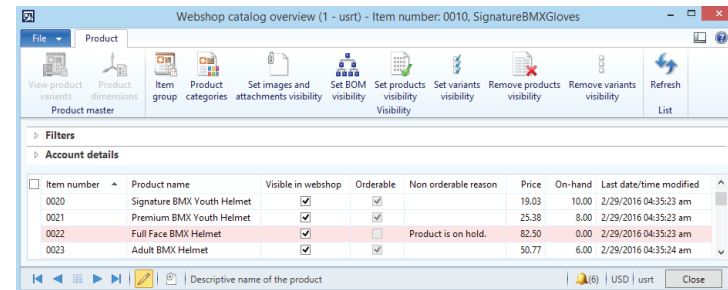 Webshop catalog overview (1 - usrt) - Item number: 0010, SignatureBMXGloves
File Product
View product variants
Product dimensions
Product master
Item group
Product categories
Set images and attachments visibility
Set BOM visibility
Set products visibility
Set variants visibility
Remove products visibility
Remove variants visibility
Visibility
Refresh
List
Filters
Account details
Item number Product name Visible in webshop Orderable Non orderable reason Price On-hand Last date/time modified
0020 Signature BMX Youth Helmet 19.03 10.00 2/29/2016 04:35:23 am
0021 Premium BMX Youth Helmet 25.38 8.00 2/29/2016 04:35:23 am
0022 Full Face BMX Helmet Product is on hold. 82.50 0.00 2/29/2016 04:35:23 am
0023 Adult BMX Helmet 50.77 6.00 2/29/2016 04:35:24 am
Descriptive name of the product (6) USD usrt Close